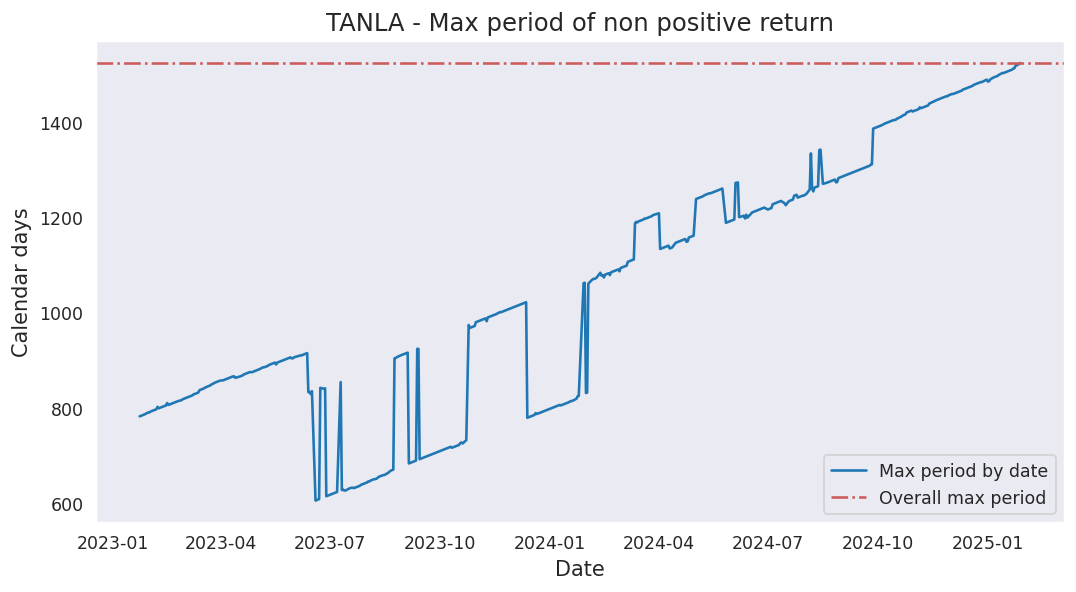 TANLA - Max period of non positive return
Calendar days
1400
1200
1000
800
600
2023-01
2023-04
2023-07
2023-10
2024-01
2024-04
2024-07
2024-10
2025-01
Date
Max period by date
Overall max period